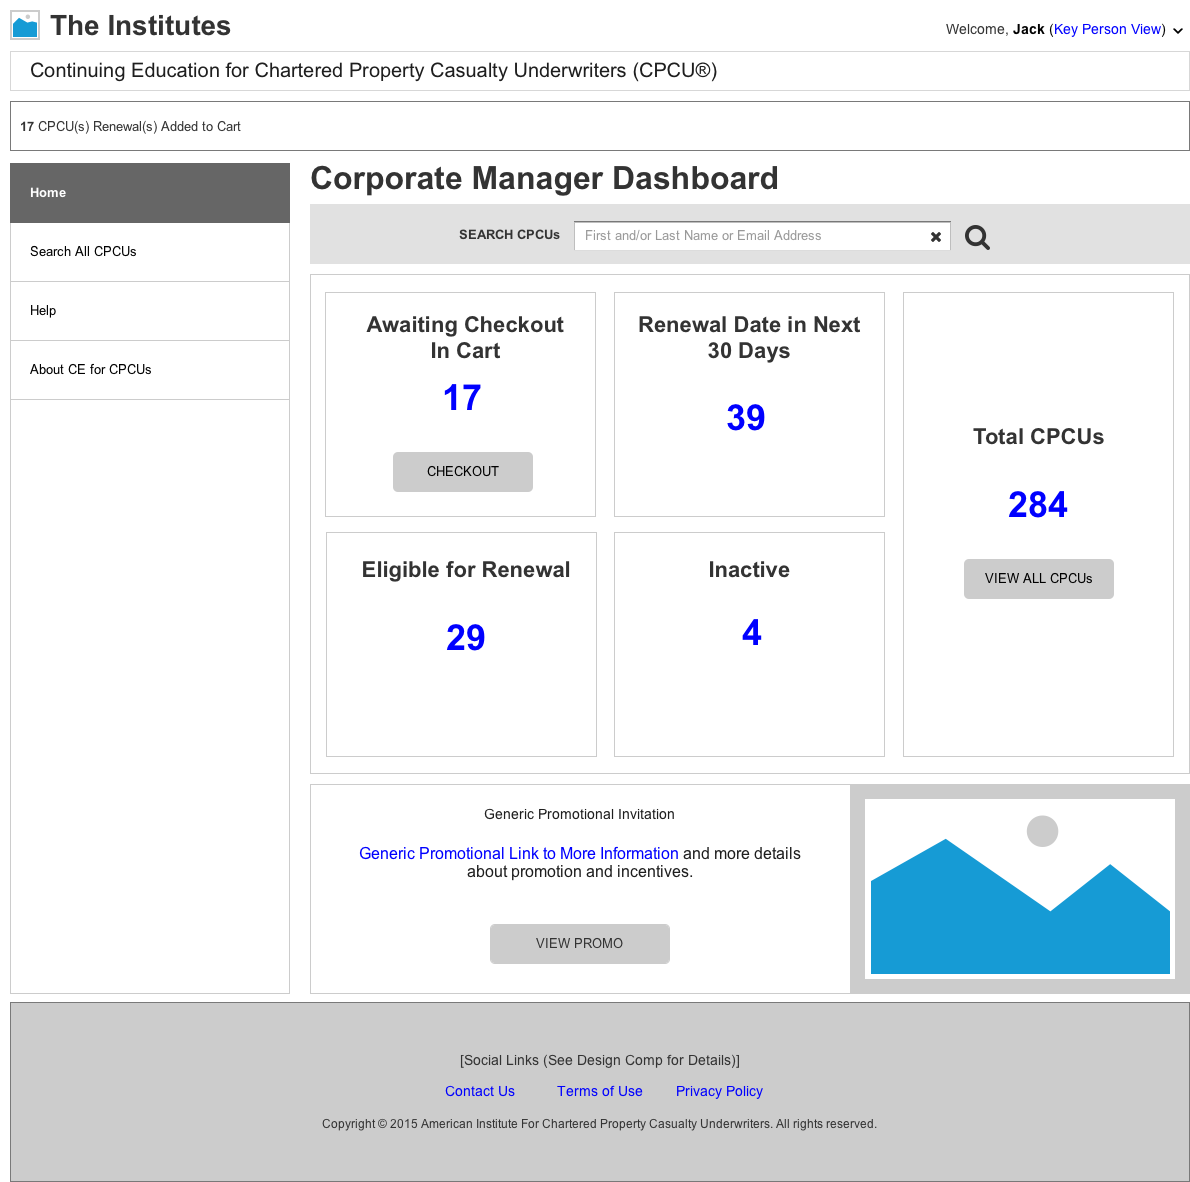 The Institutes
Welcome, Jack (Key Person View)
Continuing Education for Chartered Property Casualty Underwriters (CPCU®)
17 CPCU(s) Renewal(s) Added to Cart
Home
Search All CPCUs
Help
About CE for CPCUs
Corporate Manager Dashboard
SEARCH CPCUs
First and/or Last Name or Email Address
Awaiting Checkout
In Cart
17
CHECKOUT
Renewal Date in Next
30 Days
39
Total CPCUs
284
VIEW ALL CPCUs
Eligible for Renewal
29
Inactive
4
Generic Promotional Invitation
Generic Promotional Link to More Information and more details
about promotion and incentives.
VIEW PROMO
[Social Links (See Design Comp for Details)]
Contact Us
Terms of Use
Privacy Policy
Copyright © 2015 American Institute For Chartered Property Casualty Underwriters. All rights reserved.